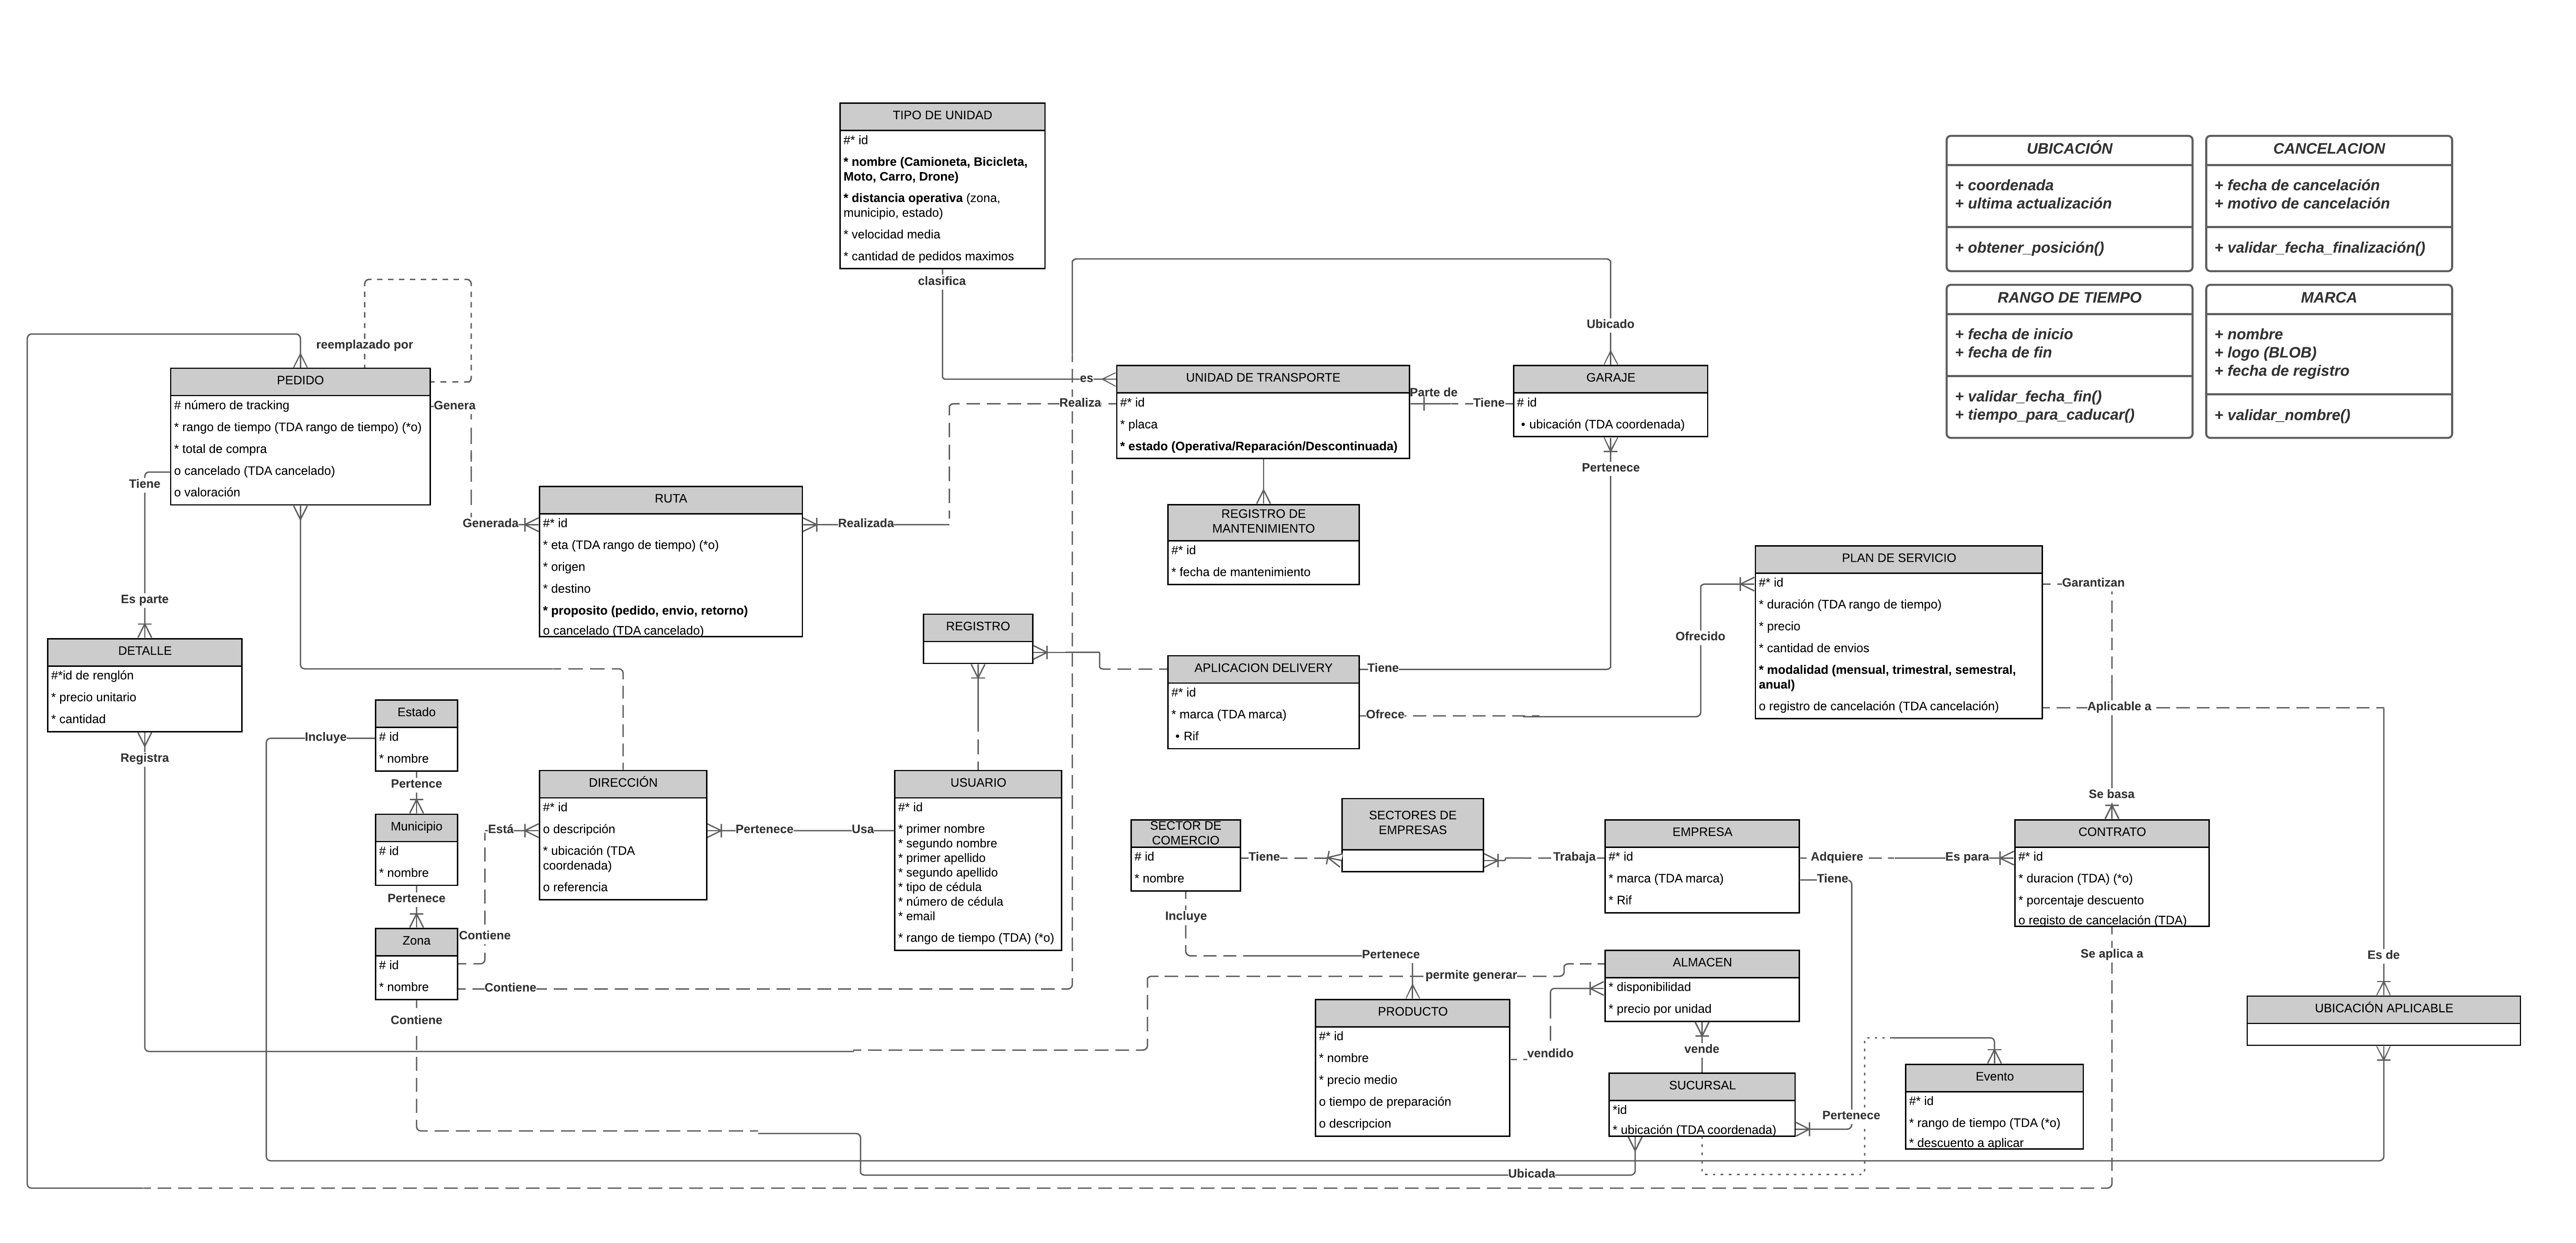 TIPO DE UNIDAD
#* id
* nombre (Camioneta, Bicicleta,
Moto, Carro, Drone)
* distancia operativa (zona,
municipio, estado)
* velocidad media
* cantidad de pedidos maximos
clasifica
UBICACIÓN
+ coordenada
+ ultima actualización
+ obtener_posición()
CANCELACION
+ fecha de cancelación
+ motivo de cancelación
+ validar_fecha_finalización()
RANGO DE TIEMPO
+ fecha de inicio
+ fecha de fin
+ validar_fecha_fin()
+ tiempo_para_caducar()
MARCA
+ nombre
+ logo (BLOB)
+ fecha de registro
+ validar_nombre()
reemplazado por
PEDIDO
# número de tracking
* rango de tiempo (TDA rango de tiempo) (*o)
* total de compra
o cancelado (TDA cancelado)
o valoración
Genera
Tiene
Es parte
Generada
RUTA
#* id
* eta (TDA rango de tiempo) (*o)
* origen
* destino
* proposito (pedido, envio, retorno)
o cancelado (TDA cancelado)
Realizada
Realiza
es
UNIDAD DE TRANSPORTE
#* id
* placa
* estado (Operativa/Reparación/Descontinuada)
Parte de
Tiene
Ubicado
GARAJE
# id
• ubicación (TDA coordenada)
Pertenece
REGISTRO DE
MANTENIMIENTO
#* id
* fecha de mantenimiento
PLAN DE SERVICIO
#* id
* duración (TDA rango de tiempo)
* precio
* cantidad de envios
* modalidad (mensual, trimestral, semestral,
anual)
o registro de cancelación (TDA cancelación)
Garantizan
Ofrecido
Aplicable a
Se basa
DETALLE
#*id de renglón
* precio unitario
* cantidad
Registra
REGISTRO
APLICACION DELIVERY
#* id
* marca (TDA marca)
• Rif
Tiene
Ofrece
Estado
# id
* nombre
Incluye
Pertence
Municipio
# id
* nombre
Pertenece
Zona
# id
* nombre
Está
Contiene
Contiene
Contiene
DIRECCIÓN
#* id
o descripción
* ubicación (TDA
coordenada)
o referencia
Pertenece
Usa
USUARIO
#* id
* primer nombre
* segundo nombre
* primer apellido
* segundo apellido
* tipo de cédula
* número de cédula
* email
* rango de tiempo (TDA) (*o)
SECTOR DE
COMERCIO
# id
* nombre
Tiene
Incluye
Pertenece
SECTORES DE
EMPRESAS
Trabaja
EMPRESA
#* id
* marca (TDA marca)
* Rif
Adquiere
Es para
Tiene
CONTRATO
#* id
* duracion (TDA) (*o)
* porcentaje descuento
o registo de cancelación (TDA)
Se aplica a
Es de
UBICACIÓN APLICABLE
permite generar
ALMACEN
* disponibilidad
* precio por unidad
PRODUCTO
#* id
* nombre
* precio medio
o tiempo de preparación
o descripcion
vendido
vende
SUCURSAL
*id
* ubicación (TDA coordenada)
Pertenece
Evento
#* id
* rango de tiempo (TDA (*o)
* descuento a aplicar
Ubicada